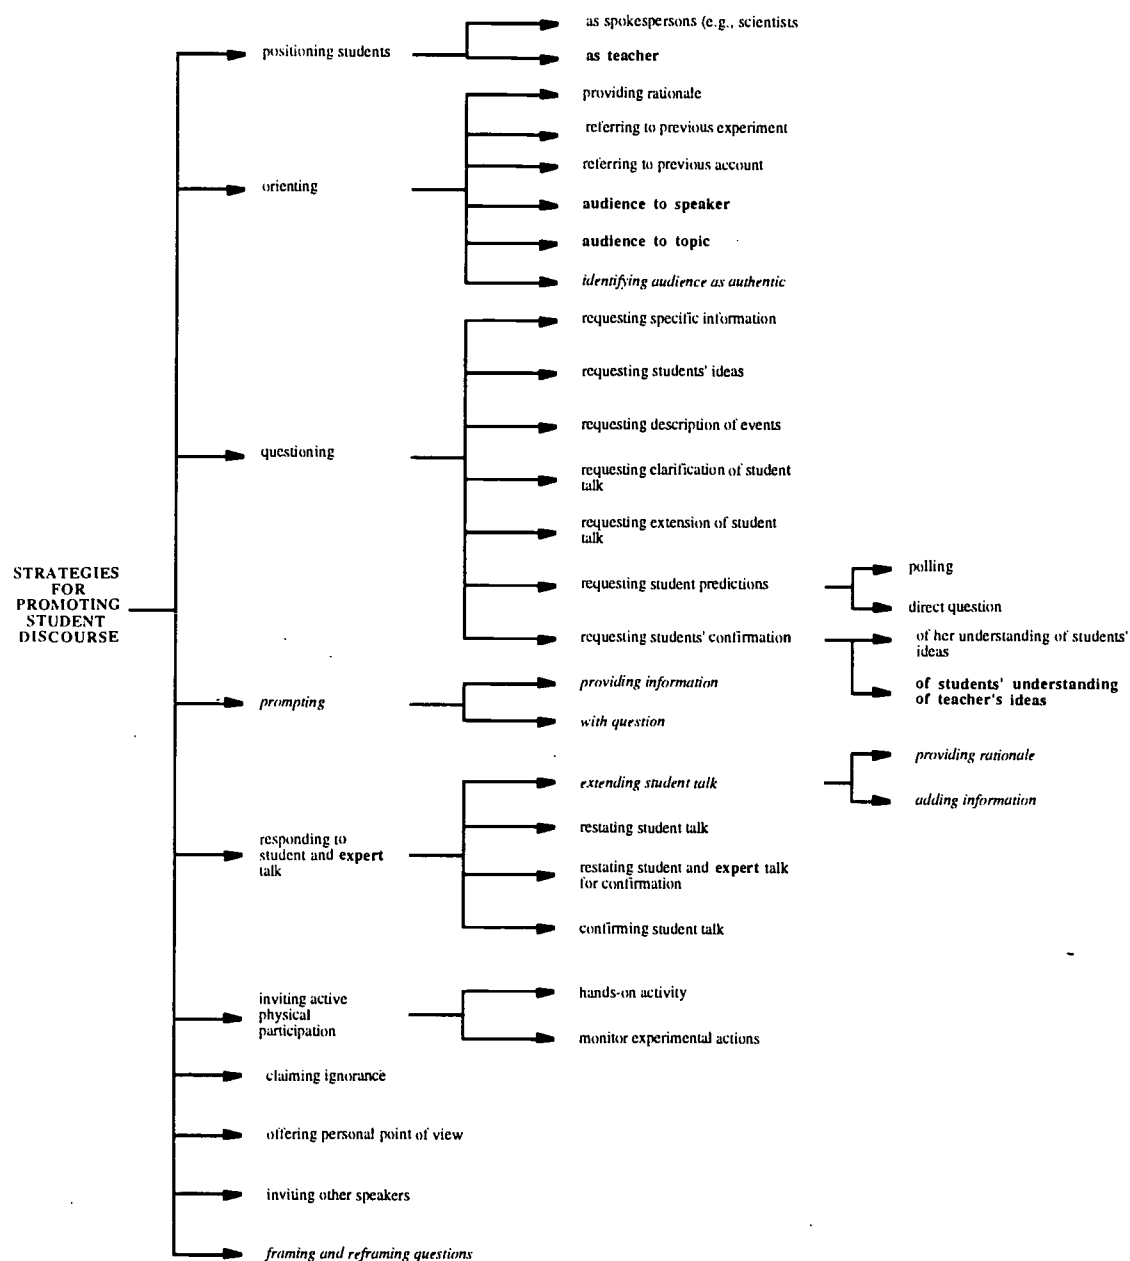 STRATEGIES
FOR
PROMOTING
STUDENT
DISCOURSE
positioning students
as spokespersons (e.g., scientists
as teacher
orienting
providing rationale
referring to previous experiment
referring to previous account
audience to speaker
audience to topic
identifying audience as authentic
questioning
requesting specific information
requesting students' ideas
requesting description of events
requesting clarification of student
talk
requesting extension of student
talk
requesting student predictions
polling
direct question
requesting students' confirmation
of her understanding of students'
ideas
of students' understanding
of teacher's ideas
prompting
providing information
with question
responding to
student and expert
talk
extending student talk
providing rationale
adding information
restating student talk
restating student and expert talk
for confirmation
confirming student talk
inviting active
physical
participation
hands-on activity
monitor experimental actions
claiming ignorance
offering personal point of view
inviting other speakers
framing and reframing questions